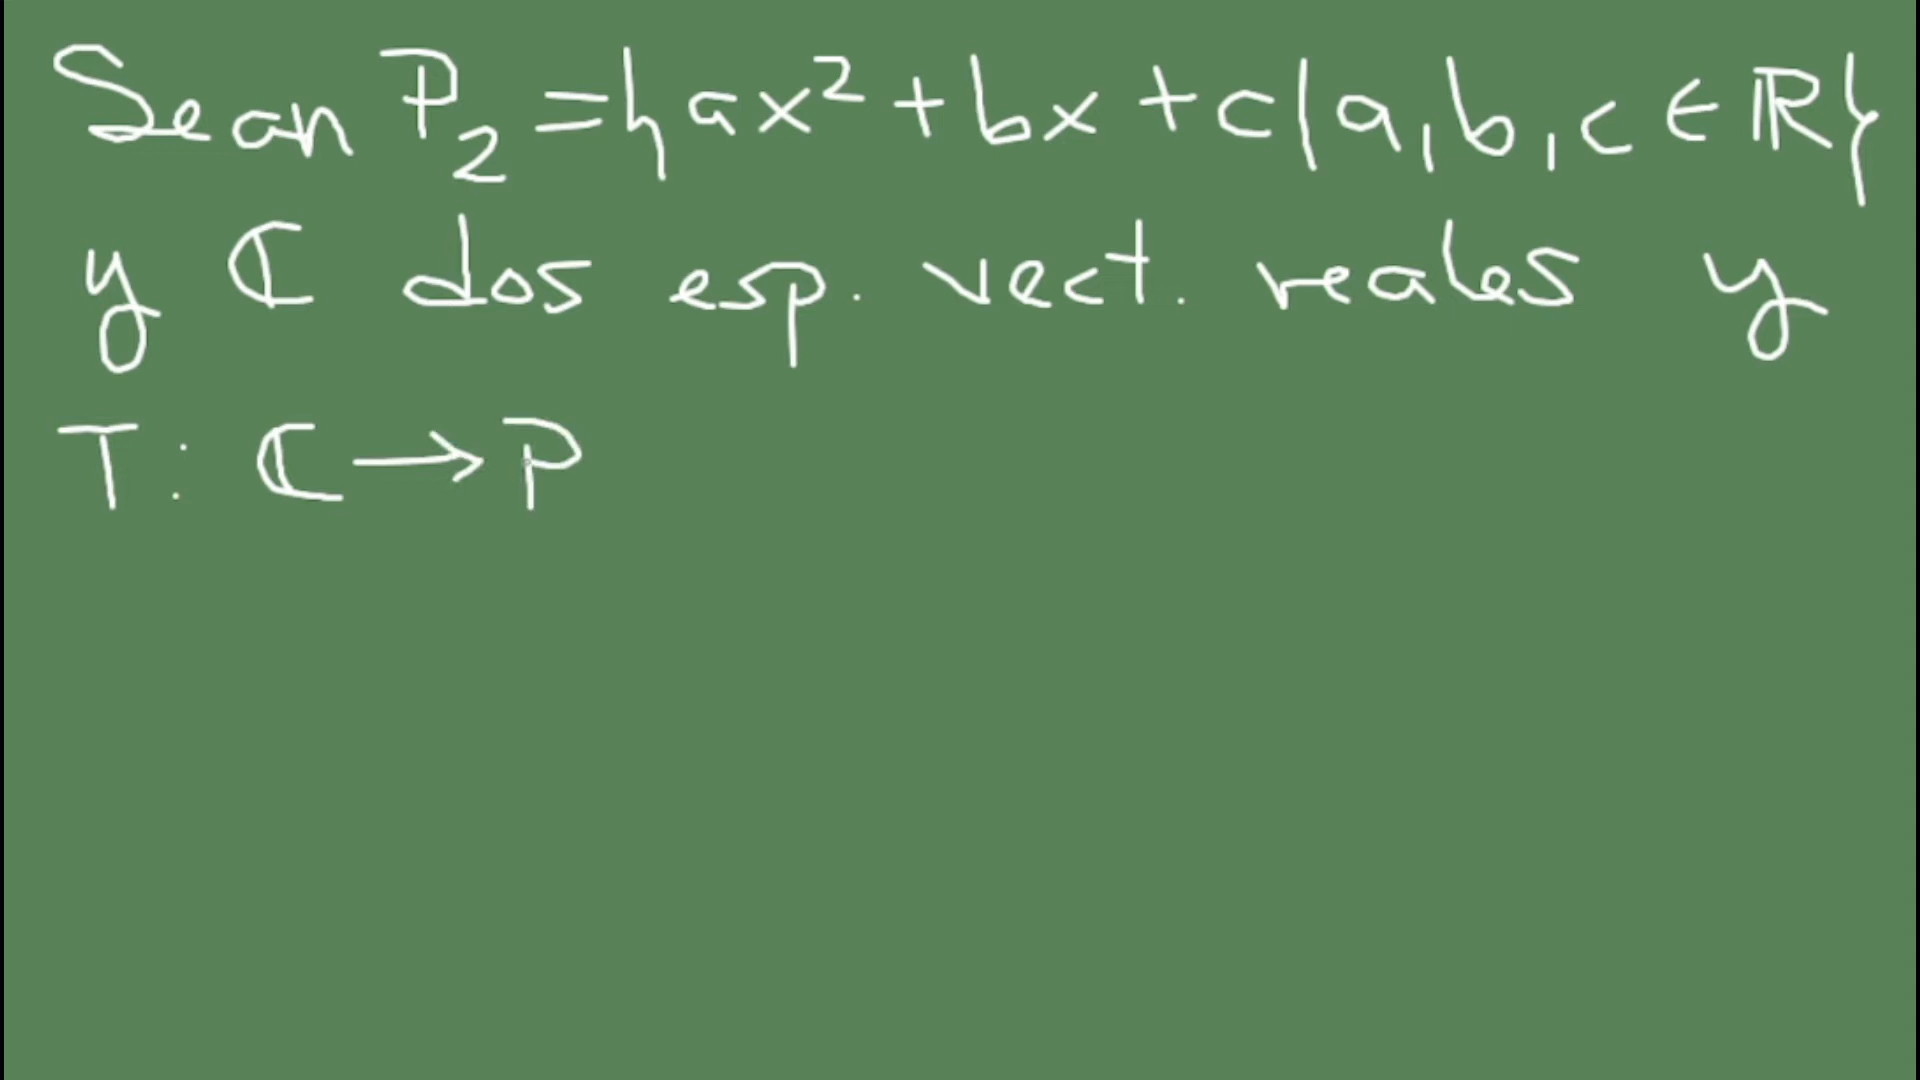 Sean P₂ = {ax² + bx + c | a, b, c ∈ ℝ}
y ℂ dos esp. vect. reales y
T: ℂ → P